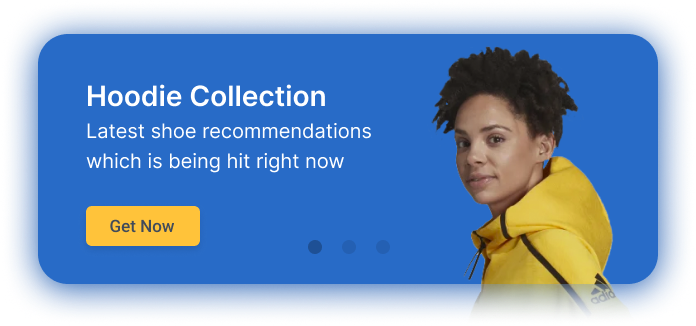 Hoodie Collection
Latest shoe recommendations
which is being hit right now
Get Now